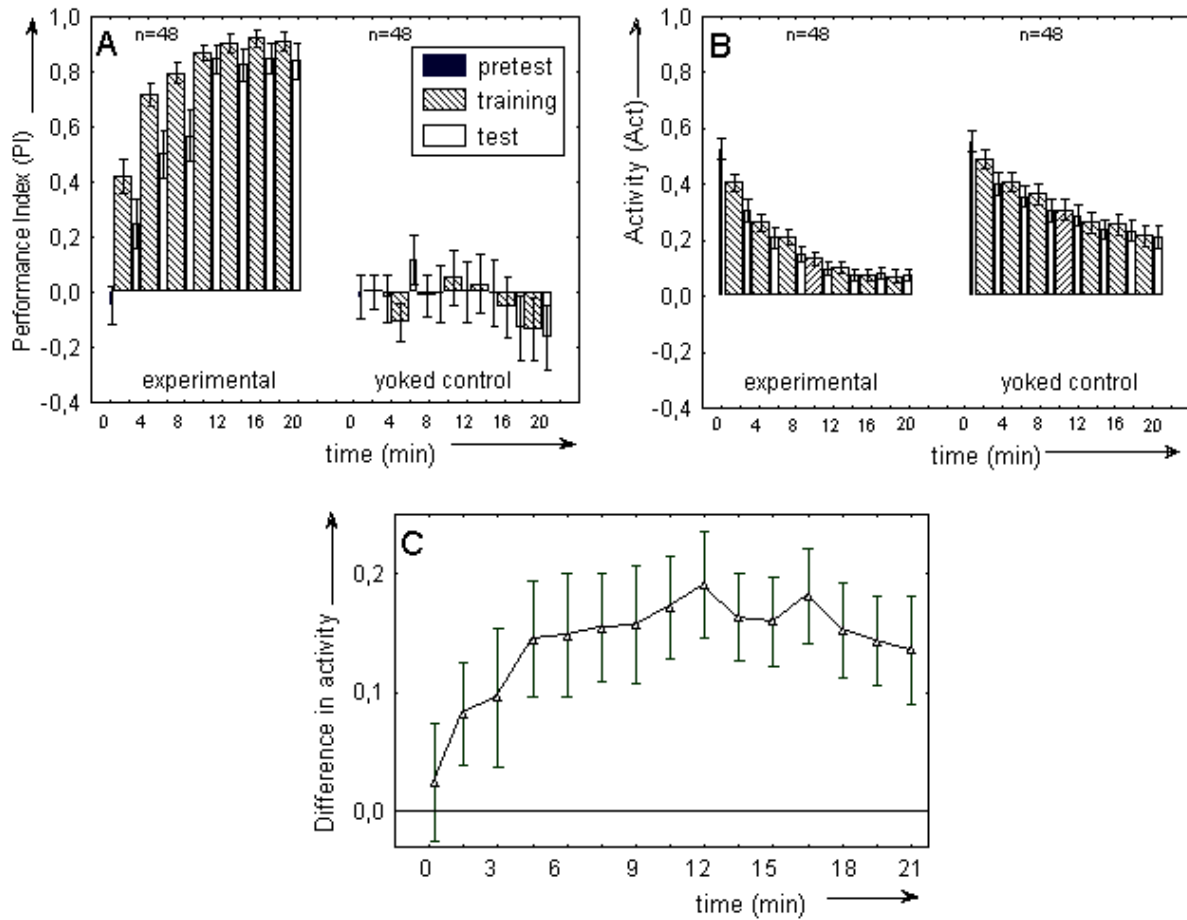 A
n=48
n=48
1,0
0,8
0,6
0,4
0,2
0,0
-0,2
-0,4
Performance Index (PI)
pretest
training
test
experimental
yoked control
0 4 8 12 16 20 0 4 8 12 16 20
time (min)
B
n=48
n=48
1,0
0,8
0,6
0,4
0,2
0,0
-0,2
-0,4
Activity (Act)
experimental
yoked control
0 4 8 12 16 20 0 4 8 12 16 20
time (min)
C
0,2
0,1
0,0
Difference in activity
0 3 6 9 12 15 18 21
time (min)